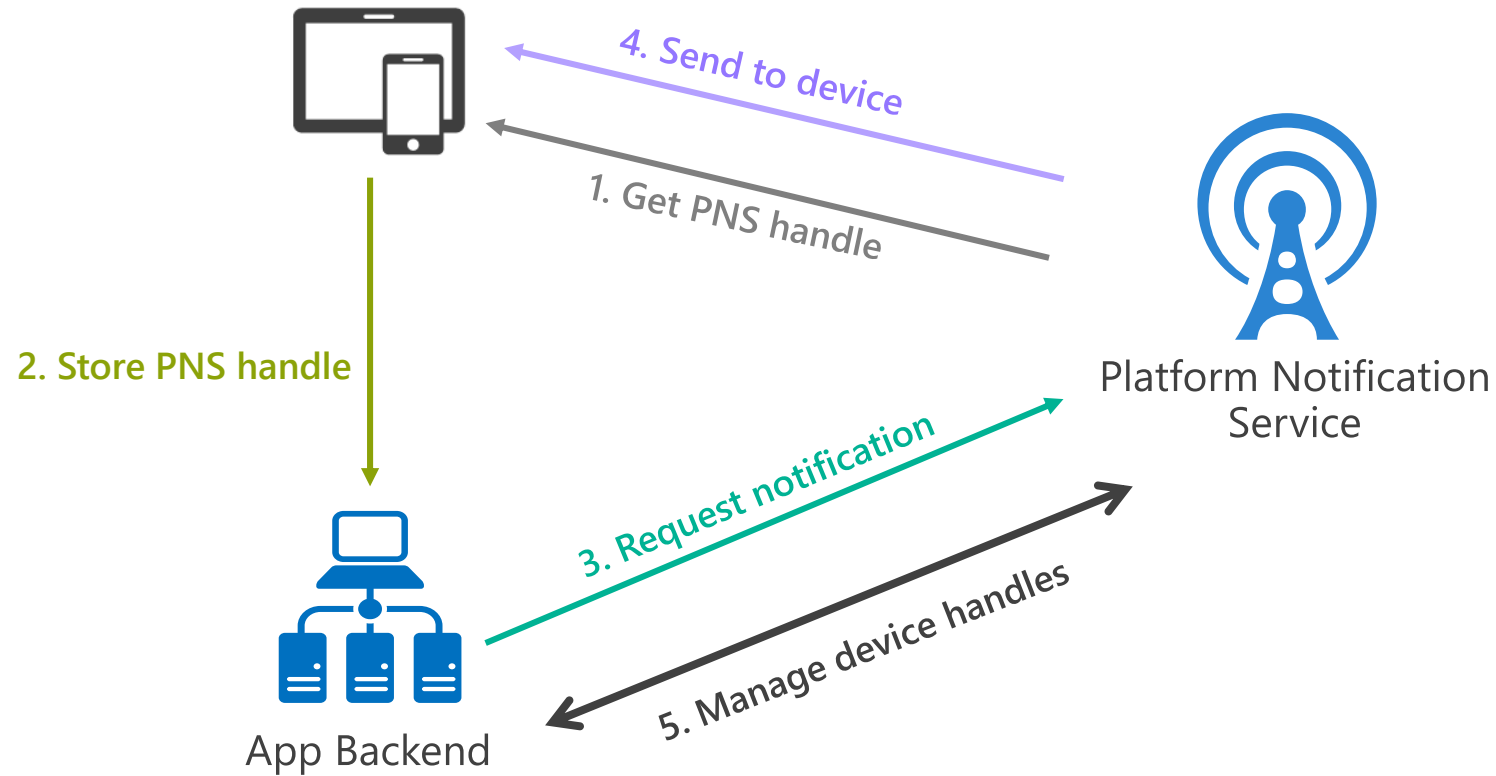 4. Send to device
1. Get PNS handle
2. Store PNS handle
Platform Notification
Service
3. Request notification
5. Manage device handles
App Backend